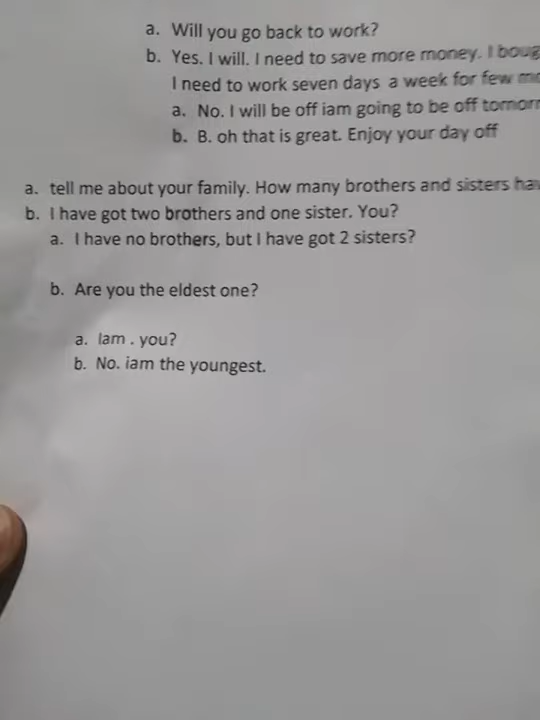 a. Will you go back to work?
b. Yes. I will. I need to save more money. I
I need to work seven days a week for few
a. No. I will be off iam going to be off
b. B. oh that is great. Enjoy your day off
a. tell me about your family. How many brothers and sisters
b. I have got two brothers and one sister. You?
a. I have no brothers, but I have got 2 sisters?
b. Are you the eldest one?
a. Iam . you?
b. No. iam the youngest.